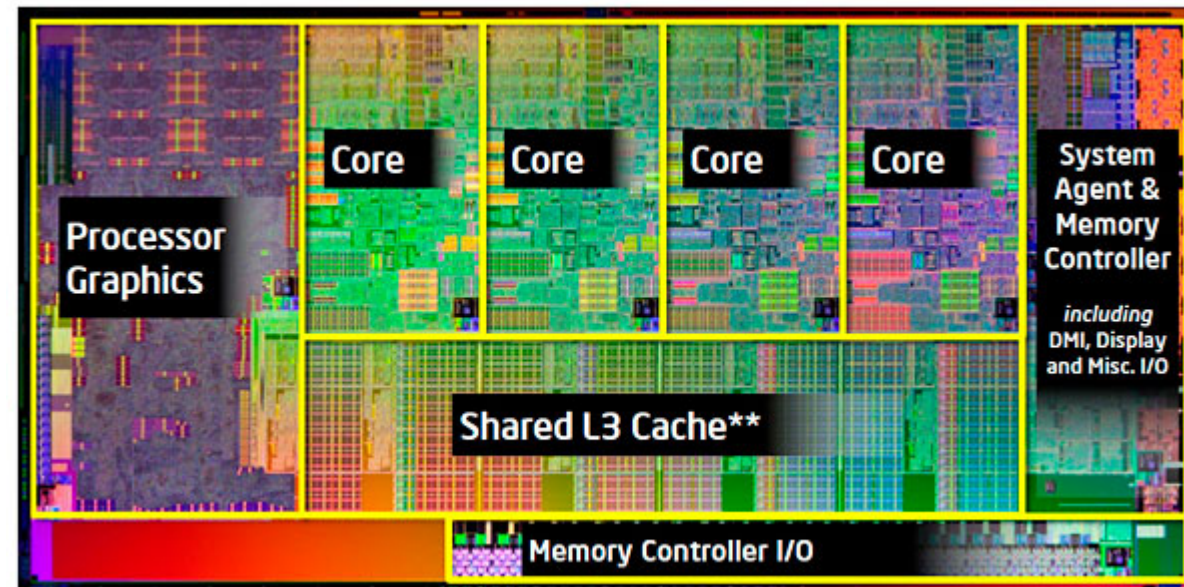 Processor
Graphics
Core
Core
Core
Core
System
Agent &
Memory
Controller
including
DMI, Display
and Misc. I/O
Shared L3 Cache**
Memory Controller I/O